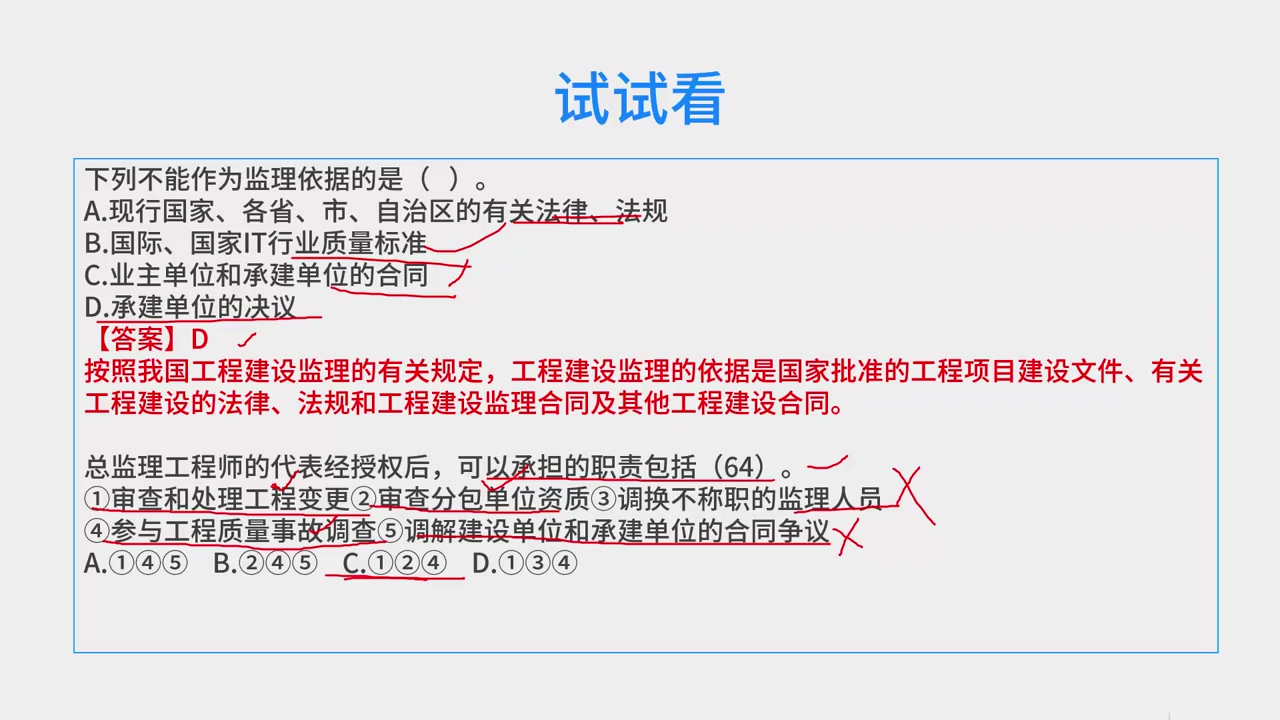 试试看
下列不能作为监理依据的是（ ）。
A.现行国家、各省、市、自治区的有关法律、法规
B.国际、国家IT行业质量标准
C.业主单位和承建单位的合同
D.承建单位的决议
【答案】D
按照我国工程建设监理的有关规定，工程建设监理的依据是国家批准的工程项目建设文件、有关
工程建设的法律、法规和工程建设监理合同及其他工程建设合同。
总监理工程师的代表经授权后，可以承担的职责包括（64）。
①审查和处理工程变更②审查分包单位资质③调换不称职的监理人员
④参与工程质量事故调查⑤调解建设单位和承建单位的合同争议
A.①④⑤ B.②④⑤ C.①②④ D.①③④